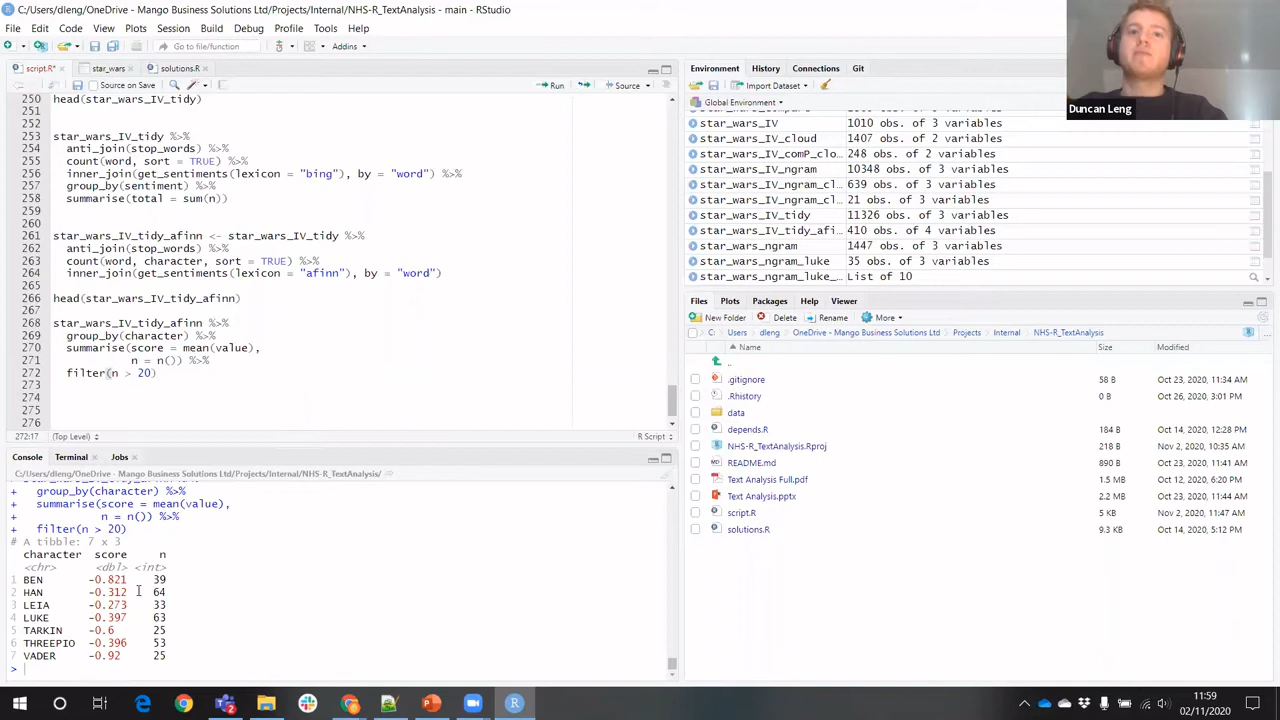 C:/Users/dleng/OneDrive - Mango Business Solutions Ltd/Projects/Internal/NHS-R_TextAnalysis - main - RStudio
File Edit Code View Plots Session Build Debug Profile Tools Help
Go to file/function Addins
script.R* star_wars solutions.R
Source on Save Run Source
250 head(star_wars_IV_tidy)
251
252
253 star_wars_IV_tidy %>%
254 anti_join(stop_words) %>%
255 count(word, sort = TRUE) %>%
256 inner_join(get_sentiments(lexicon = "bing"), by = "word") %>%
257 group_by(sentiment) %>%
258 summarise(total = sum(n))
259
260
261 star_wars_IV_tidy_afinn <- star_wars_IV_tidy %>%
262 anti_join(stop_words) %>%
263 count(word, character, sort = TRUE) %>%
264 inner_join(get_sentiments(lexicon = "afinn"), by = "word")
265
266 head(star_wars_IV_tidy_afinn)
267
268 star_wars_IV_tidy_afinn %>%
269 group_by(character) %>%
270 summarise(score = mean(value),
271 n = n()) %>%
272 filter(n > 20)
273
274
275
276
272:17 (Top Level) R Script
Console Terminal Jobs
C:/Users/dleng/OneDrive - Mango Business Solutions Ltd/Projects/Internal/NHS-R_TextAnalysis/
+ group_by(character) %>%
+ summarise(score = mean(value),
+ n = n()) %>%
+ filter(n > 20)
# A tibble: 7 x 3
character score n
<chr> <dbl> <int>
1 BEN -0.821 39
2 HAN -0.312 64
3 LEIA -0.273 33
4 LUKE -0.397 63
5 TARKIN -0.6 25
6 THREEPIO -0.396 53
7 VADER -0.92 25
>
Environment History Connections Git
Import Dataset
Global Environment
star_wars_IV 1010 obs. of 3 variables
star_wars_IV_cloud 1407 obs. of 2 variables
star_wars_IV_comP_clo... 248 obs. of 2 variables
star_wars_IV_ngram 10348 obs. of 3 variables
star_wars_IV_ngram_cl... 639 obs. of 3 variables
star_wars_IV_ngram_cl... 21 obs. of 3 variables
star_wars_IV_tidy 11326 obs. of 3 variables
star_wars_IV_tidy_afi... 410 obs. of 4 variables
star_wars_ngram 1447 obs. of 3 variables
star_wars_ngram_luke 35 obs. of 3 variables
star_wars_ngram_luke_... List of 10
Files Plots Packages Help Viewer
New Folder Delete Rename More
C: Users dleng OneDrive - Mango Business Solutions Ltd Projects Internal NHS-R_TextAnalysis ...
Name Size Modified
..
.gitignore 58 B Oct 23, 2020, 11:34 AM
.Rhistory 0 B Oct 26, 2020, 3:01 PM
data
depends.R 184 B Oct 14, 2020, 12:28 PM
NHS-R_TextAnalysis.Rproj 218 B Nov 2, 2020, 10:35 AM
README.md 890 B Oct 23, 2020, 11:41 AM
Text Analysis Full.pdf 1.5 MB Oct 12, 2020, 6:20 PM
Text Analysis.pptx 2.2 MB Oct 23, 2020, 11:44 AM
script.R 5 KB Nov 2, 2020, 11:47 AM
solutions.R 9.3 KB Oct 14, 2020, 5:12 PM
Duncan Leng
11:59
02/11/2020